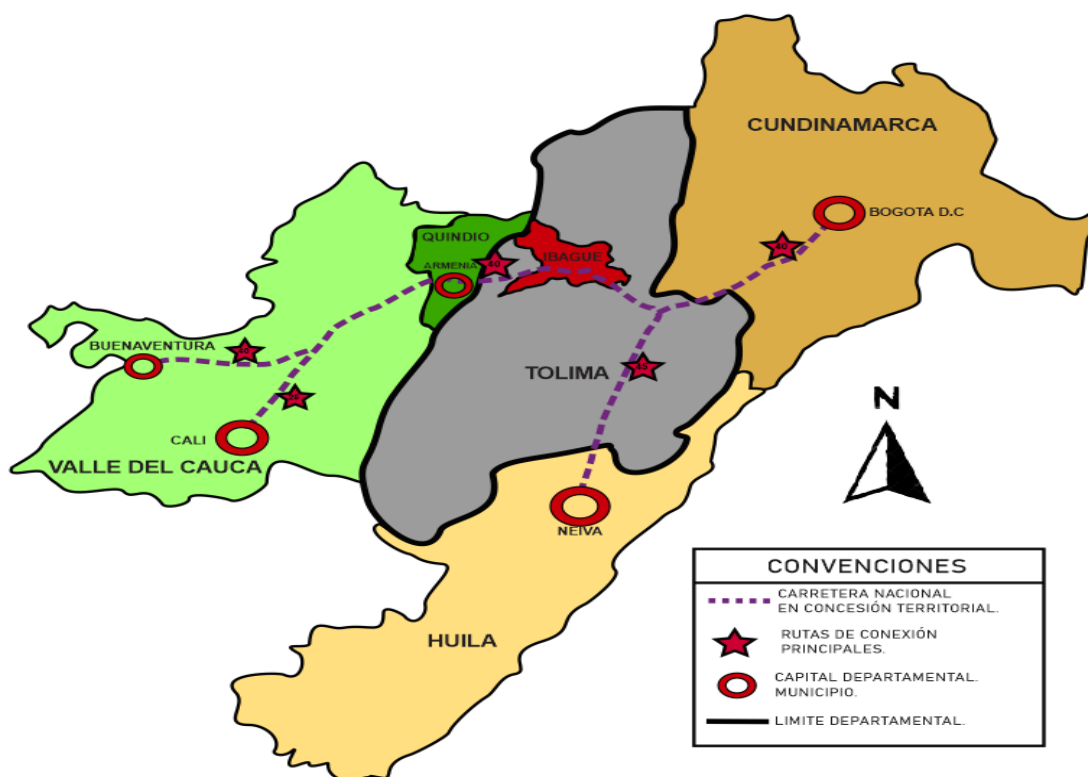 CUNDINAMARCA
BOGOTA D.C
40
QUINDIO
IBAGUE
ARMENIA
40
BUENAVENTURA
40
TOLIMA
45
CALI
VALLE DEL CAUCA
N
NEIVA
HUILA
CONVENCIONES
CARRETERA NACIONAL
EN CONCESIÓN TERRITORIAL.
RUTAS DE CONEXIÓN
PRINCIPALES.
CAPITAL DEPARTAMENTAL.
MUNICIPIO.
LIMITE DEPARTAMENTAL.